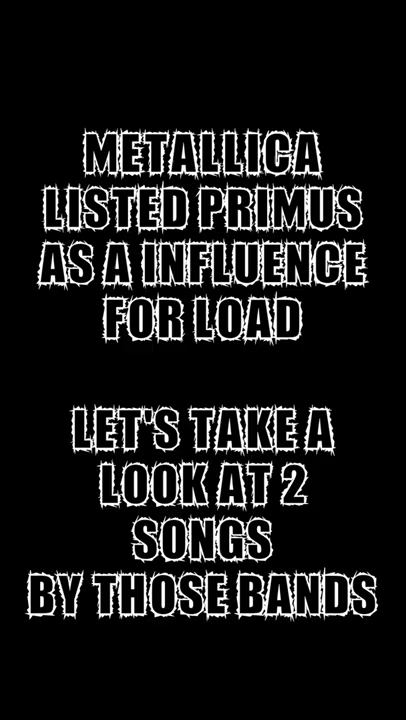 METALLICA
LISTED PRIMUS
AS A INFLUENCE
FOR LOAD
LET'S TAKE A
LOOK AT 2
SONGS
BY THOSE BANDS